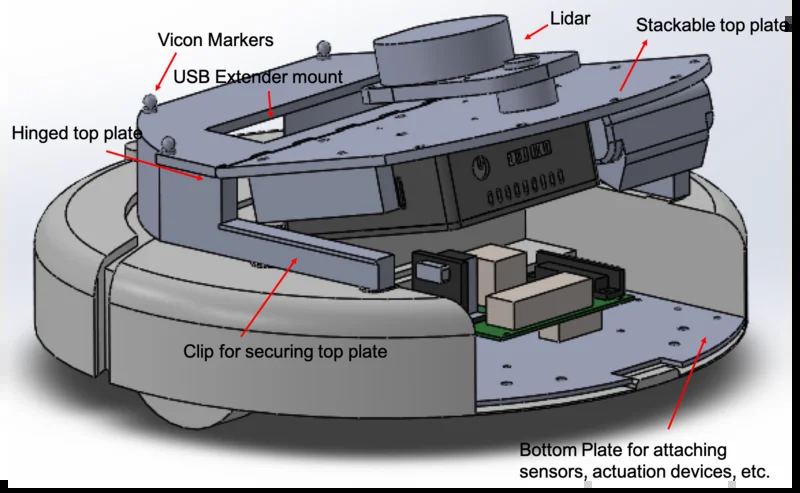 Lidar
Stackable top plate
Vicon Markers
USB Extender mount
Hinged top plate
Clip for securing top plate
Bottom Plate for attaching
sensors, actuation devices, etc.